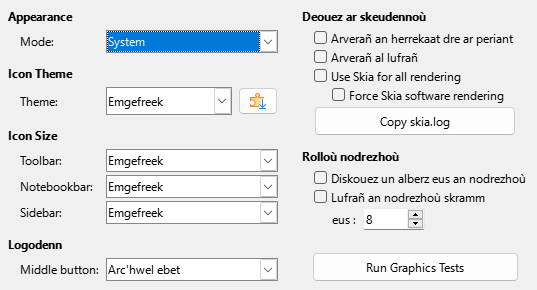 Appearance
Mode: System
Icon Theme
Theme: Emgefreek
Icon Size
Toolbar: Emgefreek
Notebookbar: Emgefreek
Sidebar: Emgefreek
Logodenn
Middle button: Arc'hwel ebet
Deouez ar skeudennoù
Arverañ an herrekaat dre ar periant
Arverañ al lufrañ
Use Skia for all rendering
Force Skia software rendering
Copy skia.log
Rolloù nodrezhoù
Diskouez un alberz eus an nodrezhoù
Lufrañ an nodrezhoù skramm
eus : 8
Run Graphics Tests